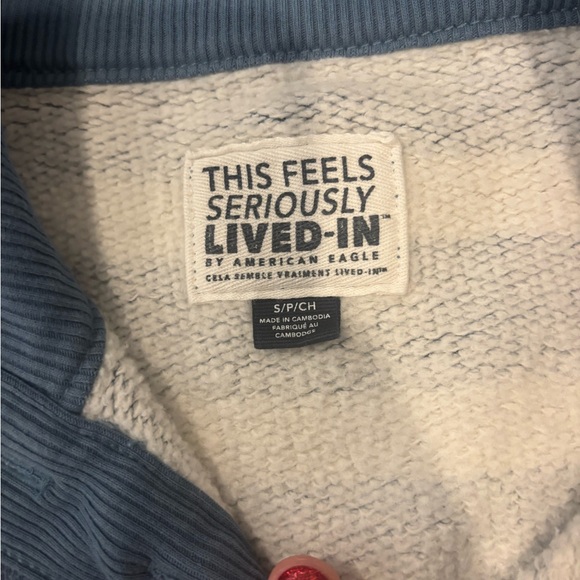 THIS FEELS
SERIOUSLY
LIVED-IN™
BY AMERICAN EAGLE
CELA SEMBLE VRAIMENT LIVED-IN™
S/P/CH
MADE IN CAMBODIA
FABRIQUÉ AU
CAMBODGE